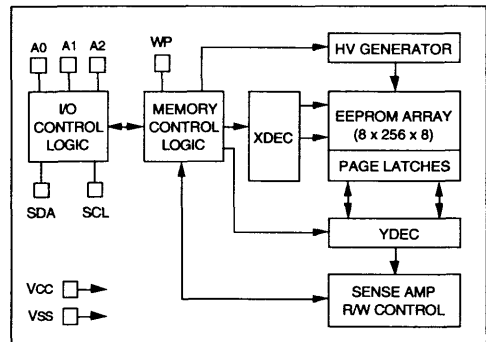 A0 A1 A2
WP
HV GENERATOR
I/O
CONTROL
LOGIC
MEMORY
CONTROL
LOGIC
XDEC
EEPROM ARRAY
(8 x 256 x 8)
PAGE LATCHES
SDA SCL
YDEC
VCC
VSS
SENSE AMP
R/W CONTROL